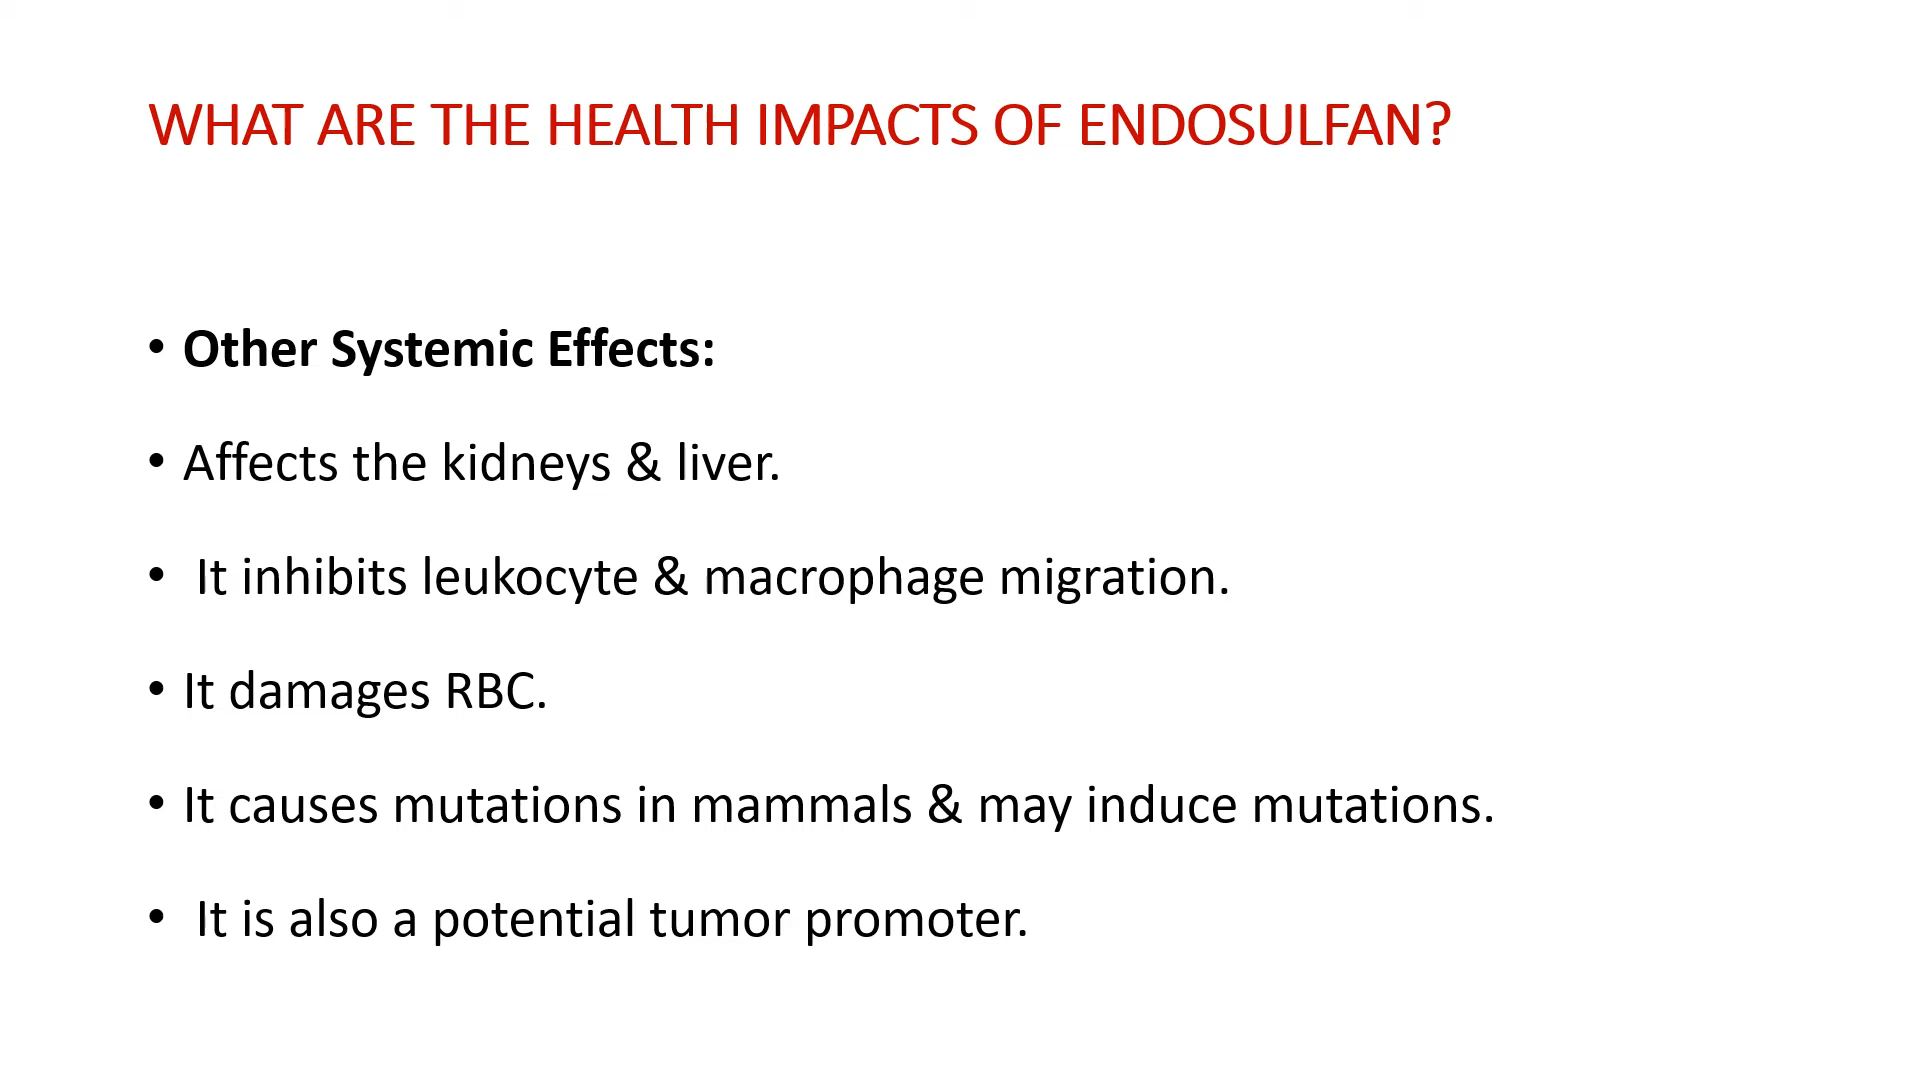 WHAT ARE THE HEALTH IMPACTS OF ENDOSULFAN?
• Other Systemic Effects:
• Affects the kidneys & liver.
• It inhibits leukocyte & macrophage migration.
• It damages RBC.
• It causes mutations in mammals & may induce mutations.
• It is also a potential tumor promoter.